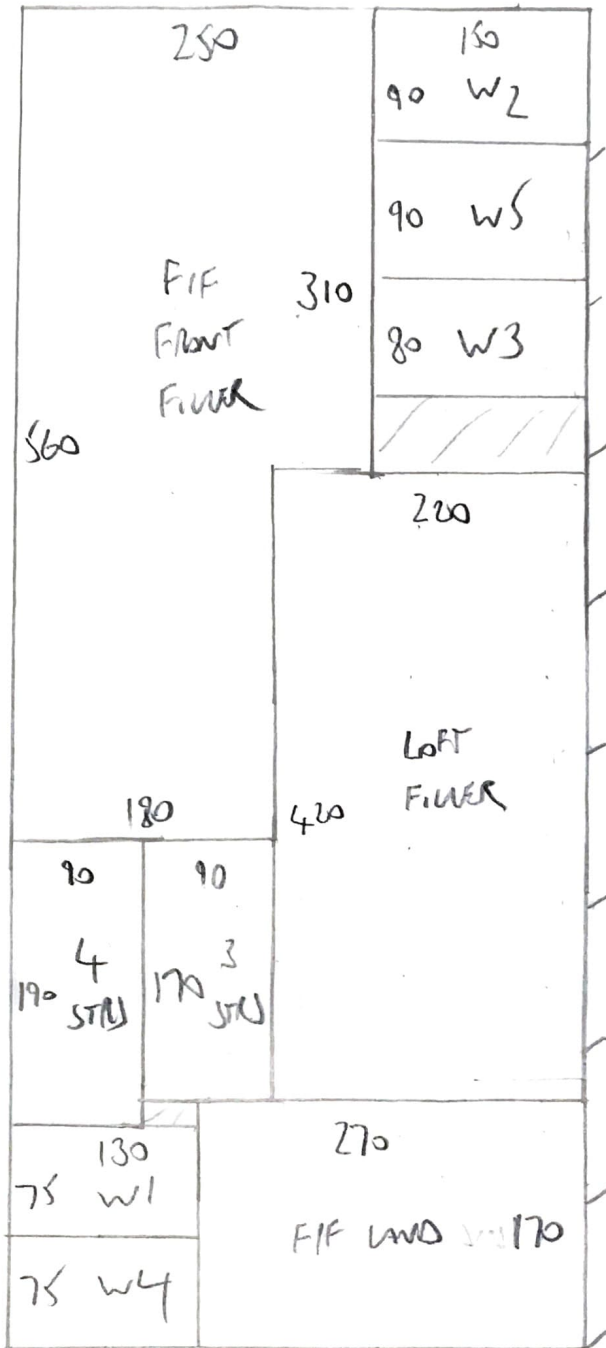 250
150
90 W2
90 W5
F/F
FRONT
FILLER
310
80 W3
560
220
LOFT
FILLER
180
420
90
90
190 4
STRS
170 3
STRS
130
75 W1
270
F/F LAND 170
75 W4